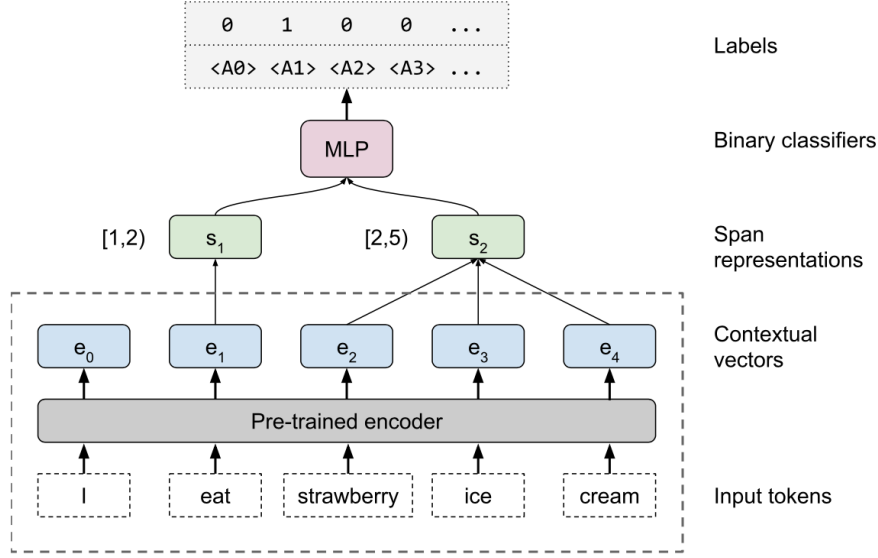 0 1 0 0 ...
<A0> <A1> <A2> <A3> ...
Labels
MLP
Binary classifiers
[1,2) s1 [2,5) s2
Span
representations
e0 e1 e2 e3 e4
Contextual
vectors
Pre-trained encoder
I eat strawberry ice cream
Input tokens